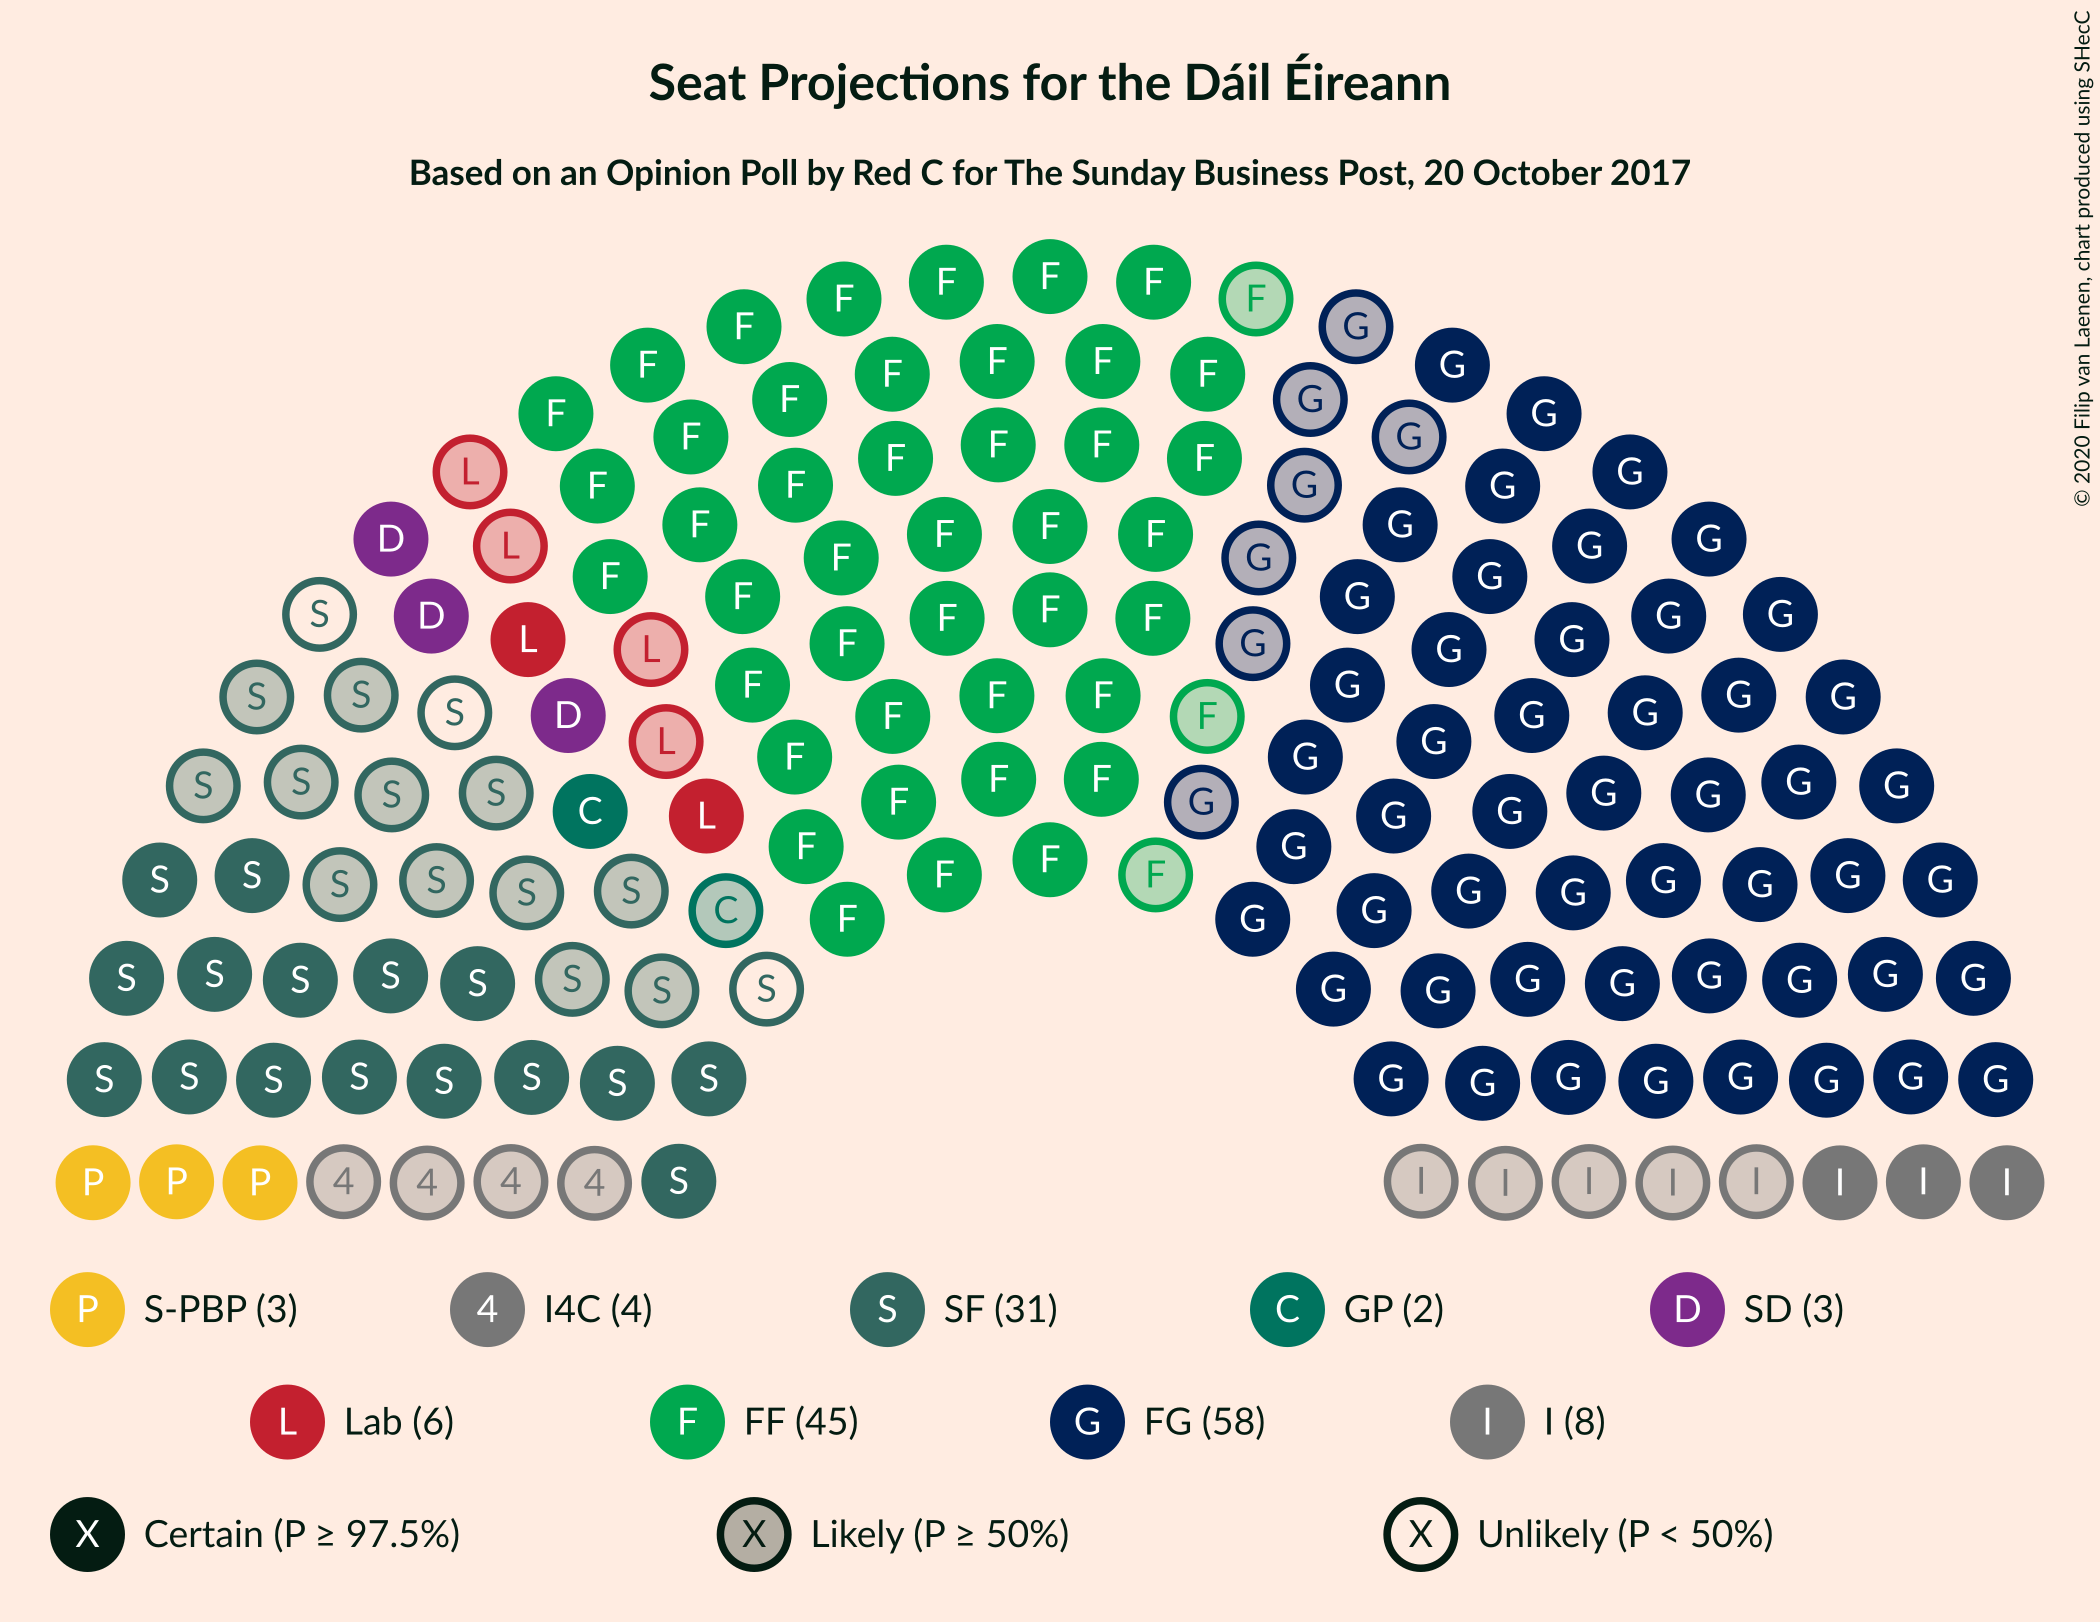 © 2020 Filip van Laenen, chart produced using SHecC
Seat Projections for the Dáil Éireann
Based on an Opinion Poll by Red C for The Sunday Business Post, 20 October 2017
F F F F F
F G
F F F F F G
F F G G
F F F G
L F F G
F F G G
D L F F F F G G G
F F G G
S D F F F F G G G
L L F G G G
S S S D F F F F F G G G G G
L F G G
S S S S C L F F F G G G G G G G
S S S S S S F F F F G G G G G G G
C F G G
S S S S S S S S G G G G G G G G
S S S S S S S S G G G G G G G G
P P P 4 4 4 4 S I I I I I I I I
P S-PBP (3) 4 I4C (4) S SF (31) C GP (2) D SD (3)
L Lab (6) F FF (45) G FG (58) I I (8)
X Certain (P ≥ 97.5%) X Likely (P ≥ 50%) X Unlikely (P < 50%)